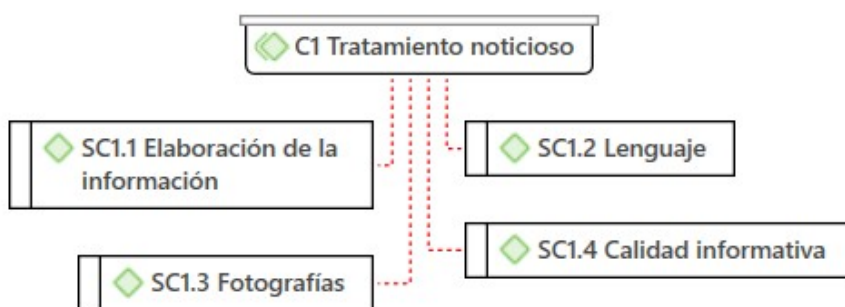 C1 Tratamiento noticioso
SC1.1 Elaboración de la
información
SC1.2 Lenguaje
SC1.3 Fotografías
SC1.4 Calidad informativa